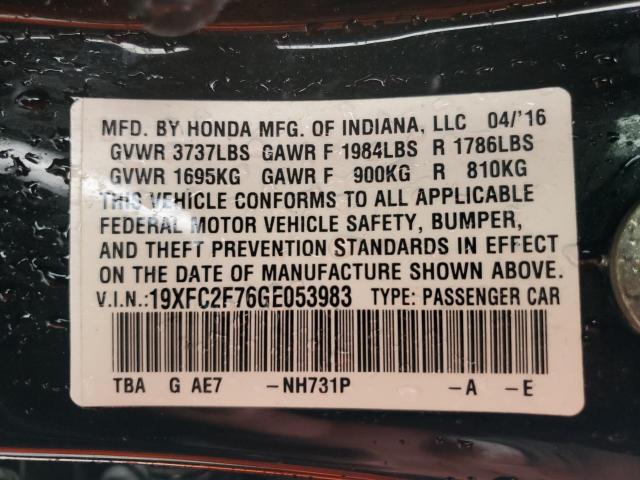 MFD. BY HONDA MFG. OF INDIANA, LLC 04/'16
GVWR 3737LBS GAWR F 1984LBS R 1786LBS
GVWR 1695KG GAWR F 900KG R 810KG
THIS VEHICLE CONFORMS TO ALL APPLICABLE
FEDERAL MOTOR VEHICLE SAFETY, BUMPER,
AND THEFT PREVENTION STANDARDS IN EFFECT
ON THE DATE OF MANUFACTURE SHOWN ABOVE.
V.I.N.:19XFC2F76GE053983 TYPE: PASSENGER CAR
TBA G AE7 -NH731P -A -E